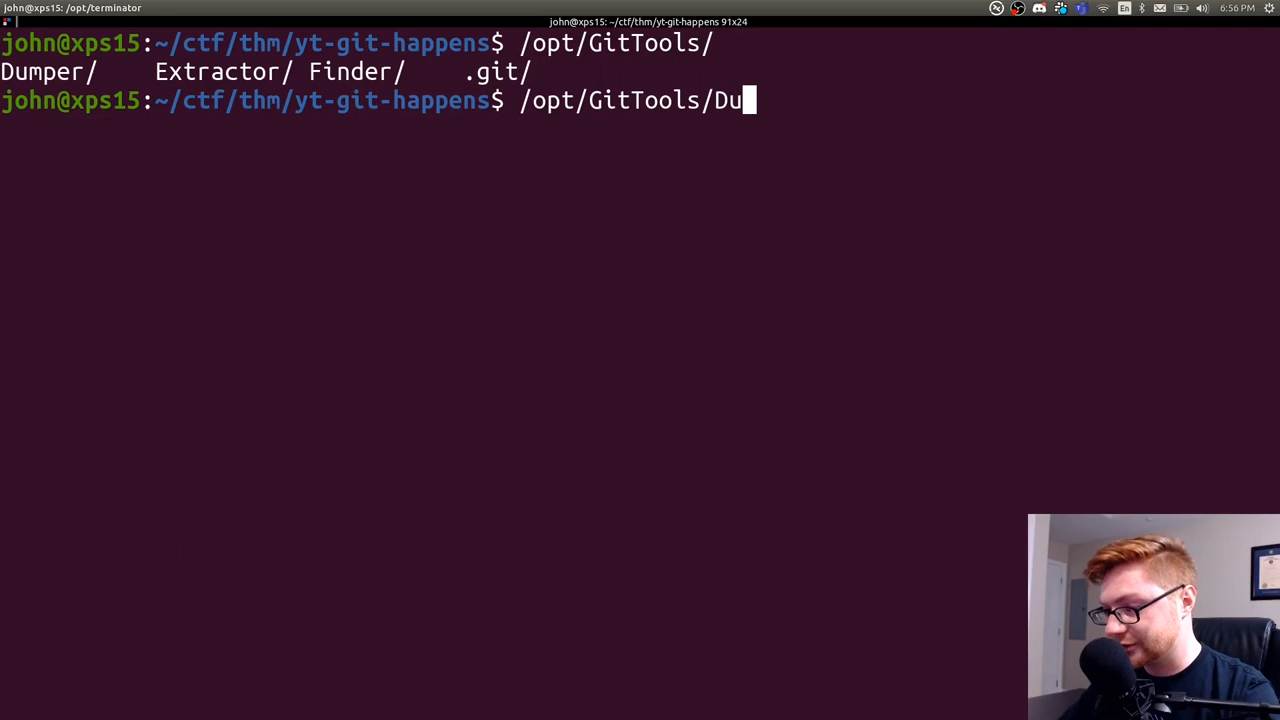 john@xps15: /opt/terminator
En
6:56 PM
john@xps15: ~/ctf/thm/yt-git-happens 91x24
john@xps15:~/ctf/thm/yt-git-happens$ /opt/GitTools/
Dumper/ Extractor/ Finder/ .git/
john@xps15:~/ctf/thm/yt-git-happens$ /opt/GitTools/Du